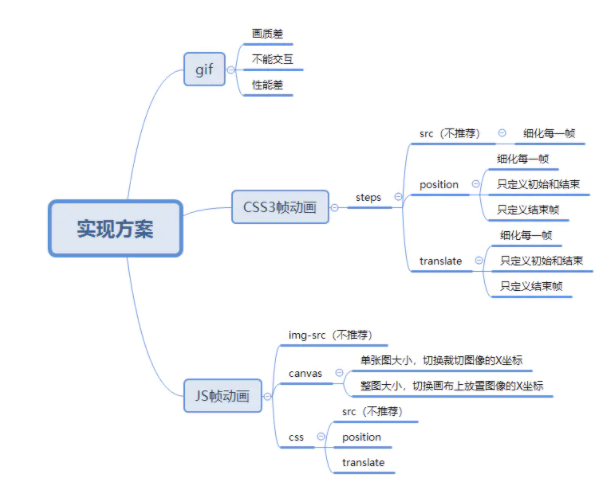 实现方案
gif
画质差
不能交互
性能差
CSS3帧动画
steps
src（不推荐）
细化每一帧
position
细化每一帧
只定义初始和结束
只定义结束帧
translate
细化每一帧
只定义初始和结束
只定义结束帧
JS帧动画
img-src（不推荐）
canvas
单张图大小，切换裁切图像的X坐标
整图大小，切换画布上放置图像的X坐标
css
src（不推荐）
position
translate